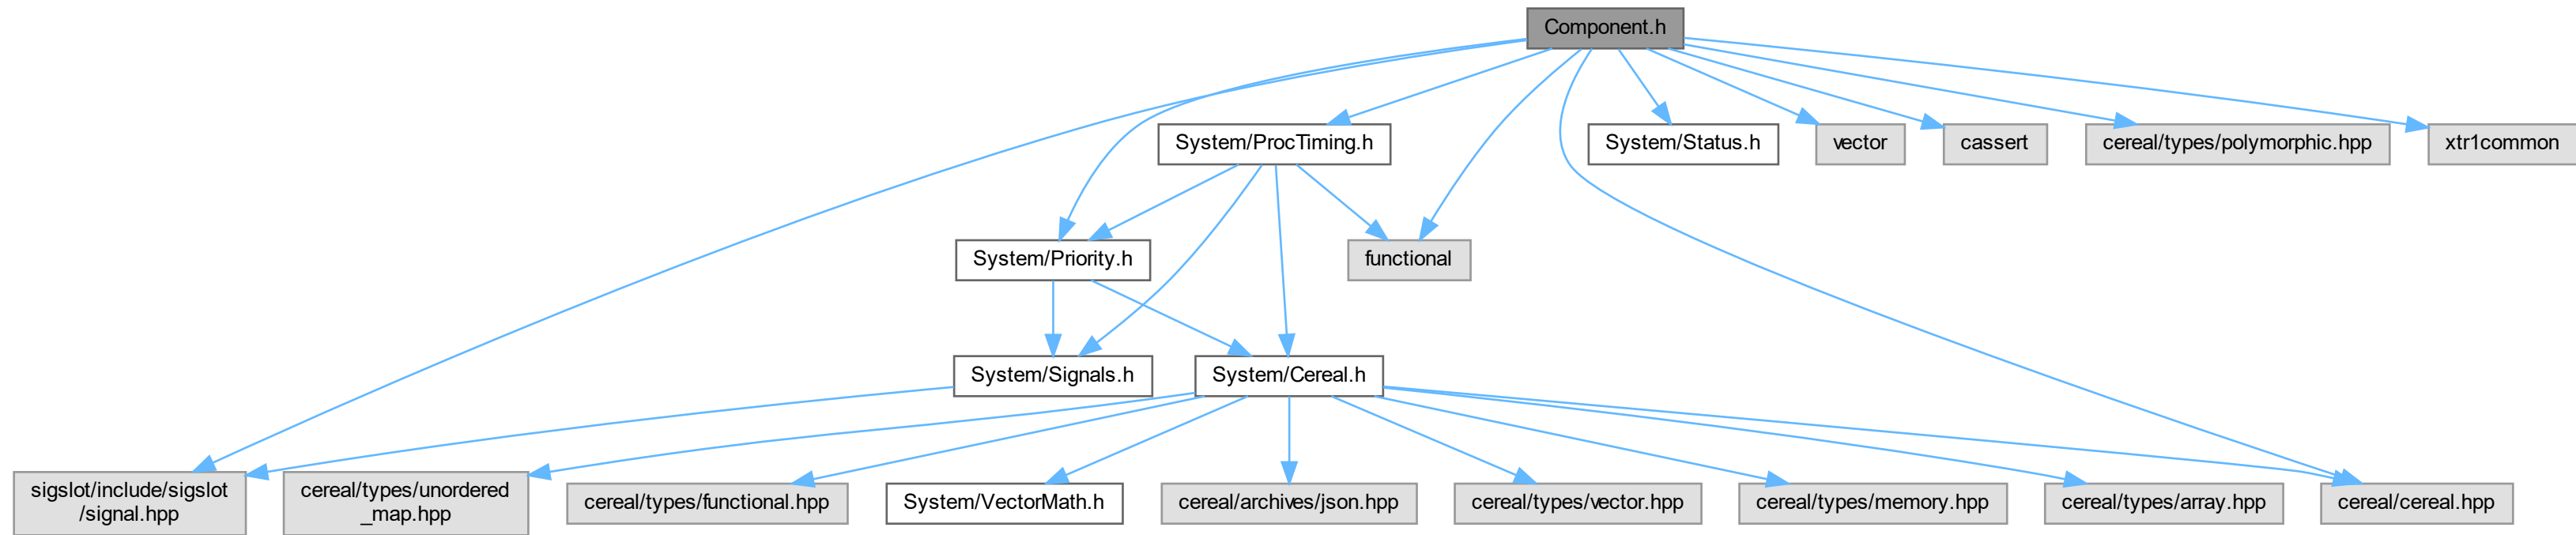 Component.h
System/ProcTiming.h
System/Status.h
vector
cassert
cereal/types/polymorphic.hpp
xtr1common
System/Priority.h
functional
System/Signals.h
System/Cereal.h
sigslot/include/sigslot
/signal.hpp
cereal/types/unordered
_map.hpp
cereal/types/functional.hpp
System/VectorMath.h
cereal/archives/json.hpp
cereal/types/vector.hpp
cereal/types/memory.hpp
cereal/types/array.hpp
cereal/cereal.hpp